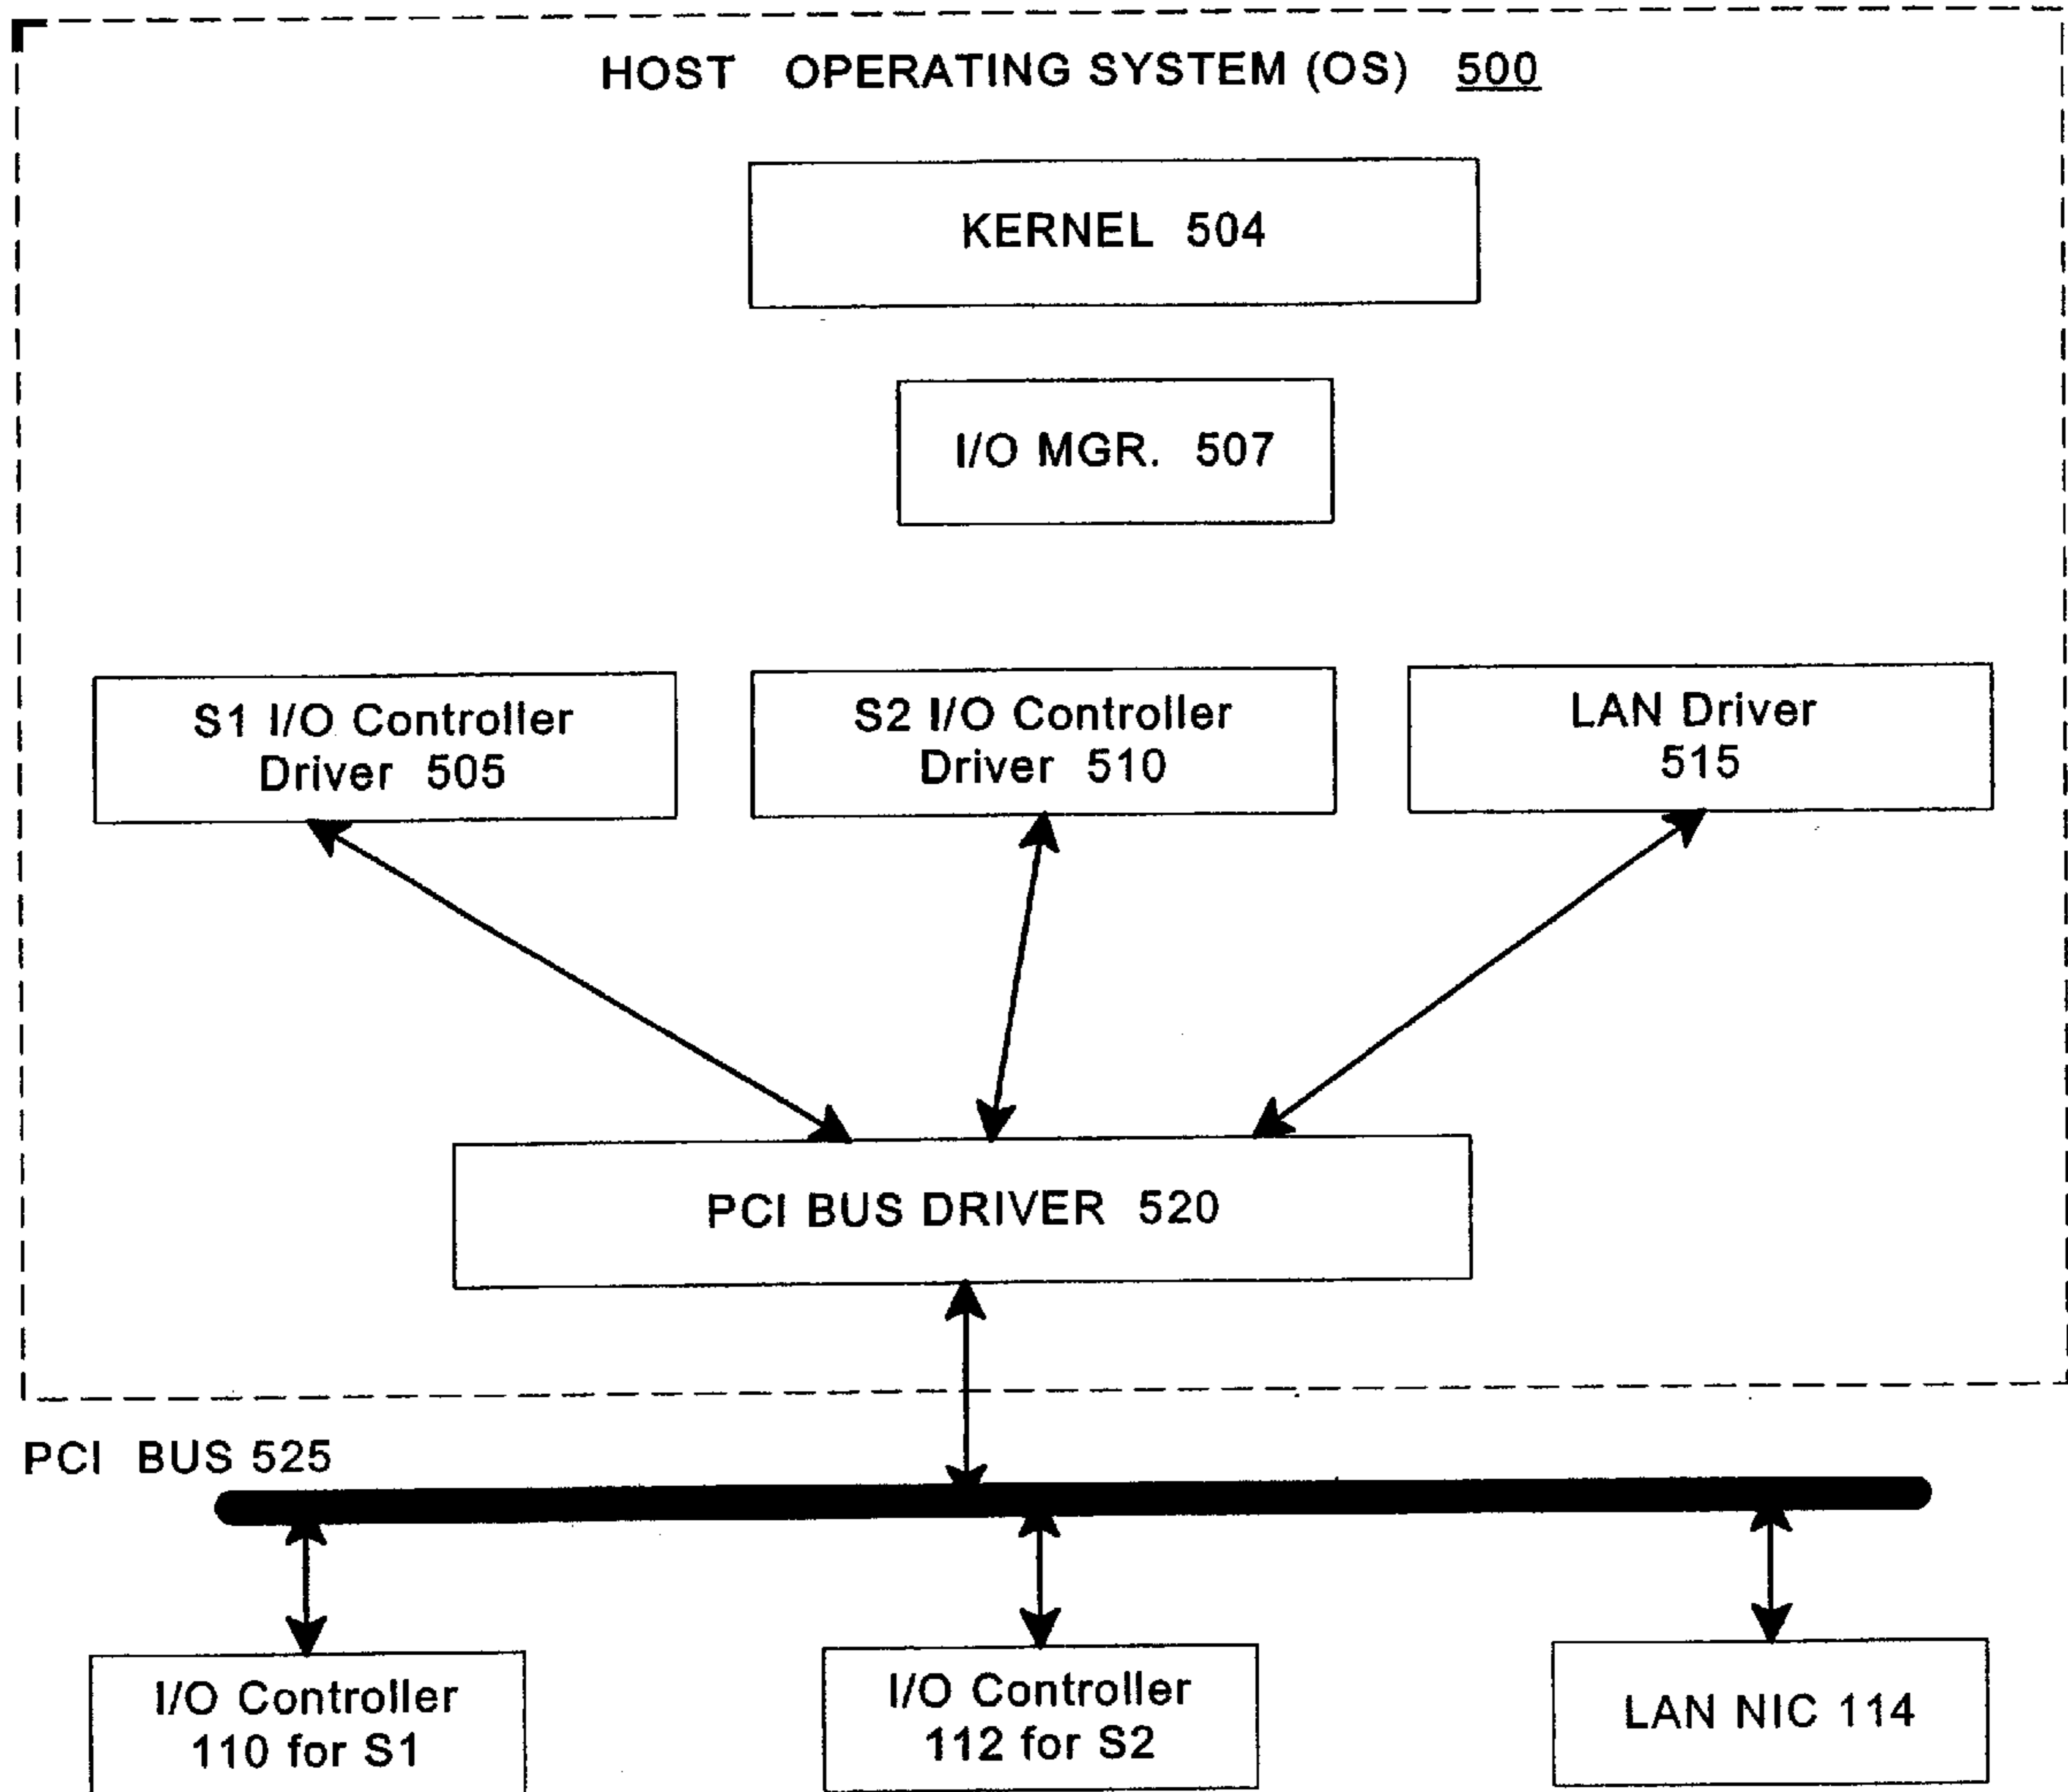 HOST OPERATING SYSTEM (OS) 500
KERNEL 504
I/O MGR. 507
S1 I/O Controller
Driver 505
S2 I/O Controller
Driver 510
LAN Driver
515
PCI BUS DRIVER 520
PCI BUS 525
I/O Controller
110 for S1
I/O Controller
112 for S2
LAN NIC 114